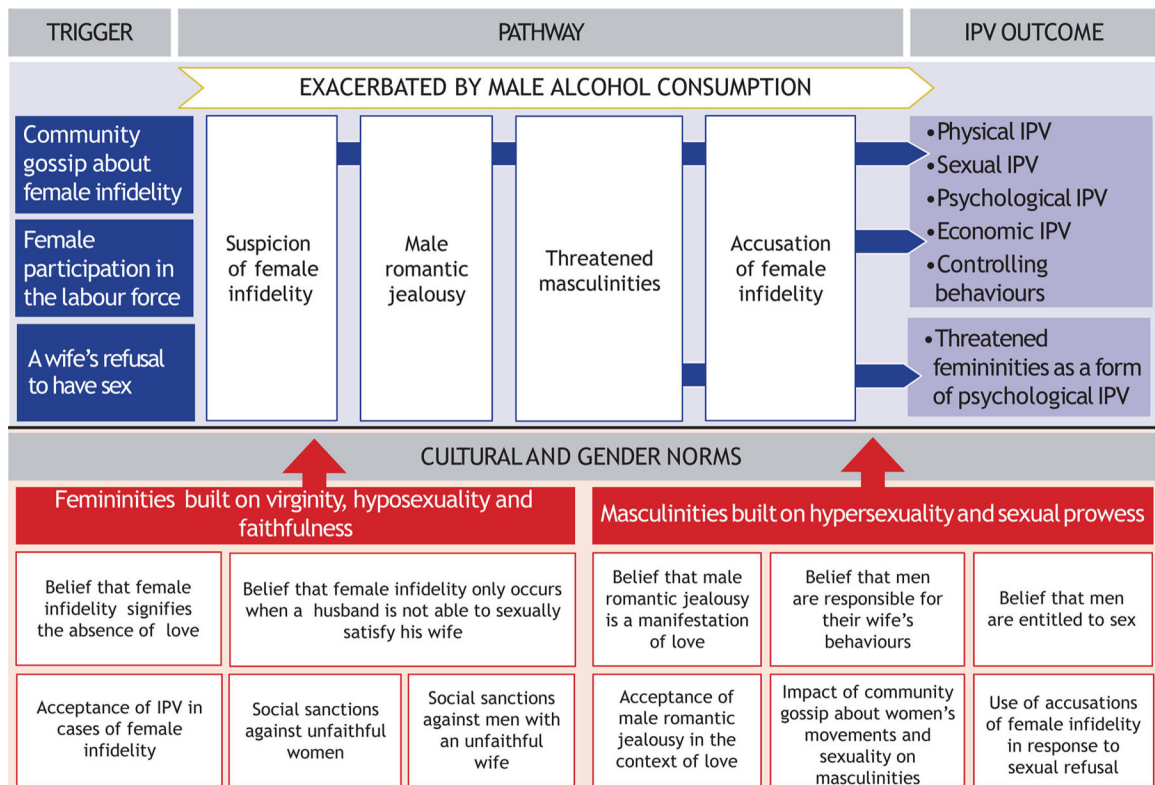 TRIGGER
PATHWAY
IPV OUTCOME
EXACERBATED BY MALE ALCOHOL CONSUMPTION
Community
gossip about
female infidelity
Female
participation in
the labour force
A wife's refusal
to have sex
Suspicion
of female
infidelity
Male
romantic
jealousy
Threatened
masculinities
Accusation
of female
infidelity
•Physical IPV
•Sexual IPV
•Psychological IPV
•Economic IPV
•Controlling
behaviours
•Threatened
femininities as a form
of psychological IPV
CULTURAL AND GENDER NORMS
Femininities built on virginity, hyposexuality and
faithfulness
Masculinities built on hypersexuality and sexual prowess
Belief that female
infidelity signifies
the absence of love
Belief that female infidelity only occurs
when a husband is not able to sexually
satisfy his wife
Belief that male
romantic jealousy
is a manifestation
of love
Belief that men
are responsible for
their wife's
behaviours
Belief that men
are entitled to sex
Acceptance of IPV in
cases of female
infidelity
Social sanctions
against unfaithful
women
Social sanctions
against men with
an unfaithful
wife
Acceptance of
male romantic
jealousy in the
context of love
Impact of community
gossip about women's
movements and
sexuality on
masculinities
Use of accusations
of female infidelity
in response to
sexual refusal